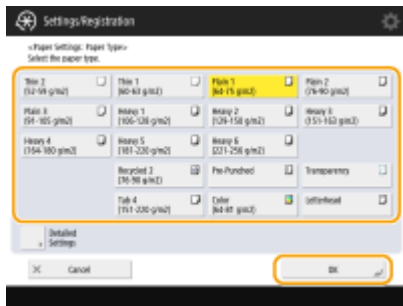 Settings/Registration
<Paper Settings: Paper Type>
Select the paper type.
Thin 2
(52-59 g/m2)
Thin 1
(60-63 g/m2)
Plain 1
(64-75 g/m2)
Plain 2
(76-90 g/m2)
Plain 3
(91-105 g/m2)
Heavy 1
(106-128 g/m2)
Heavy 2
(129-150 g/m2)
Heavy 3
(151-163 g/m2)
Heavy 4
(164-180 g/m2)
Heavy 5
(181-220 g/m2)
Heavy 6
(221-256 g/m2)
Recycled 2
(76-90 g/m2)
Pre-Punched
Transparency
Tab 4
(151-220 g/m2)
Color
(64-81 g/m2)
Letterhead
Detailed
Settings
Cancel
OK